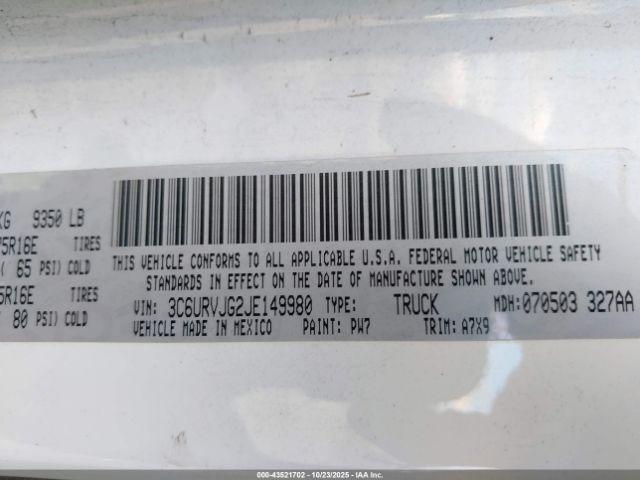 KG 9350 LB
75R16E TIRES
( 65 PSI) COLD
5R16E TIRES
80 PSI) COLD
THIS VEHICLE CONFORMS TO ALL APPLICABLE U.S.A. FEDERAL MOTOR VEHICLE SAFETY
STANDARDS IN EFFECT ON THE DATE OF MANUFACTURE SHOWN ABOVE.
VIN: 3C6URVJG2JE149980 TYPE: TRUCK MDH:070503 327AA
VEHICLE MADE IN MEXICO PAINT: PW7 TRIM: A7X9
000-43521702 - 10/23/2025 - IAAI, Inc.